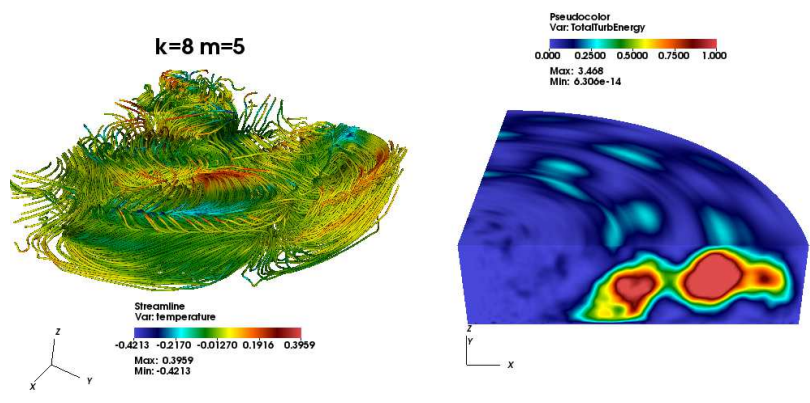 k=8 m=5
Streamline
Var: temperature
-0.4213 -0.2170 -0.01270 0.1916 0.3959
Max: 0.3959
Min: -0.4213
Z
X
Y
Pseudocolor
Var: TotalTurbEnergy
0.000 0.2500 0.5000 0.7500 1.000
Max: 3.468
Min: 6.306e-14
Z
Y
X